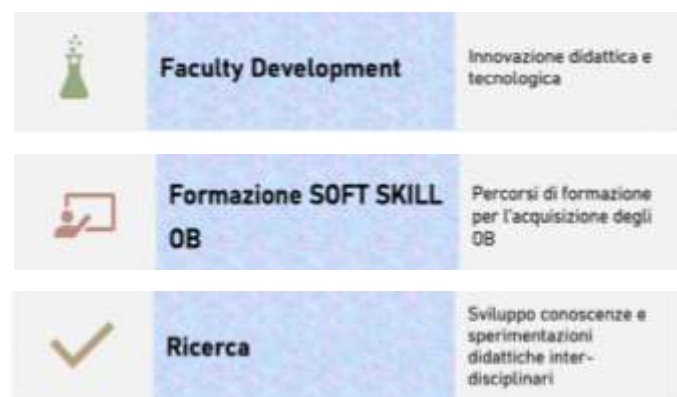 Faculty Development
Innovazione didattica e
tecnologica
Formazione SOFT SKILL
OB
Percorsi di formazione
per l'acquisizione degli
OB
Ricerca
Sviluppo conoscenze e
sperimentazioni
didattiche inter-
disciplinari